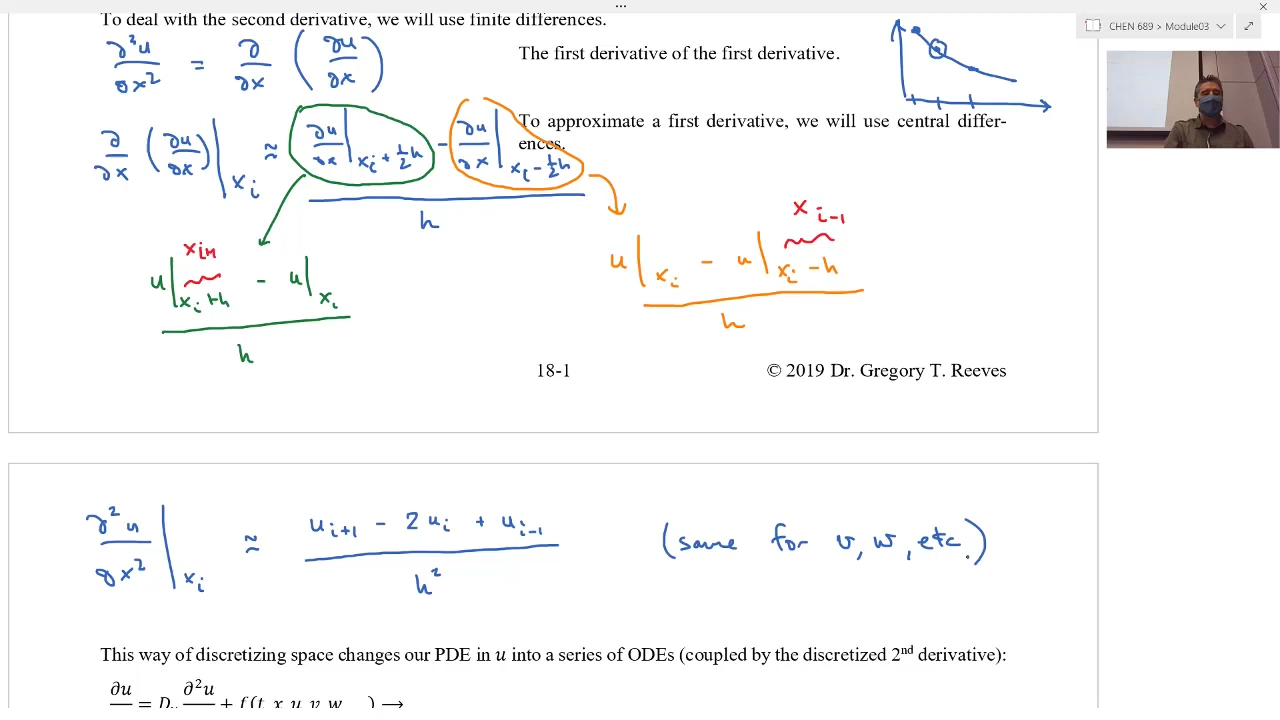 ...
CHEN 689 > Module03
To deal with the second derivative, we will use finite differences.
∂²u/∂x² = ∂/∂x (∂u/∂x)
The first derivative of the first derivative.
To approximate a first derivative, we will use central differ-
ences.
∂/∂x (∂u/∂x)|xᵢ ≈ (∂u/∂x|xᵢ + ½h − ∂u/∂x|xᵢ − ½h) / h
xᵢ₊₁
(u|xᵢ + h − u|xᵢ) / h
xᵢ₋₁
(u|xᵢ − u|xᵢ − h) / h
18-1
© 2019 Dr. Gregory T. Reeves
∂²u/∂x²|xᵢ ≈ (uᵢ₊₁ − 2uᵢ + uᵢ₋₁) / h² (same for v, w, etc.)
This way of discretizing space changes our PDE in u into a series of ODEs (coupled by the discretized 2nd derivative):